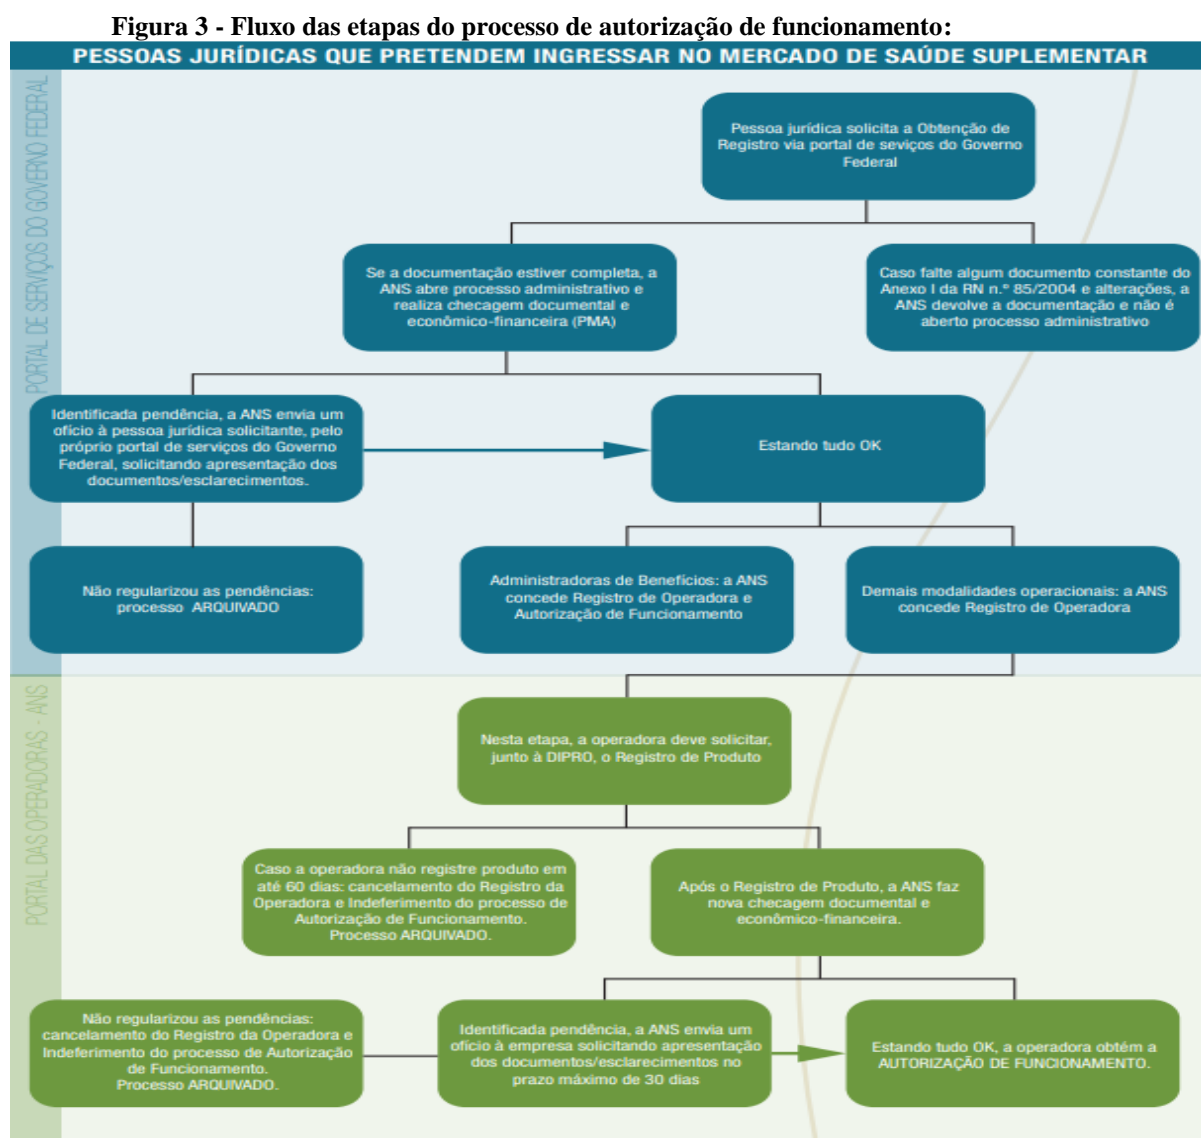 Figura 3 - Fluxo das etapas do processo de autorização de funcionamento:
PESSOAS JURÍDICAS QUE PRETENDEM INGRESSAR NO MERCADO DE SAÚDE SUPLEMENTAR
PORTAL DE SERVIÇOS DO GOVERNO FEDERAL
Pessoa jurídica solicita a Obtenção de
Registro via portal de seviços do Governo
Federal
Se a documentação estiver completa, a
ANS abre processo administrativo e
realiza checagem documental e
econômico-financeira (PMA)
Caso falte algum documento constante do
Anexo I da RN n.º 85/2004 e alterações, a
ANS devolve a documentação e não é
aberto processo administrativo
Identificada pendência, a ANS envia um
ofício à pessoa jurídica solicitante, pelo
próprio portal de serviços do Governo
Federal, solicitando apresentação dos
documentos/esclarecimentos.
Estando tudo OK
Não regularizou as pendências:
processo ARQUIVADO
Administradoras de Benefícios: a ANS
concede Registro de Operadora e
Autorização de Funcionamento
Demais modalidades operacionais: a ANS
concede Registro de Operadora
PORTAL DAS OPERADORAS - ANS
Nesta etapa, a operadora deve solicitar,
junto à DIPRO, o Registro de Produto
Caso a operadora não registre produto em
até 60 dias: cancelamento do Registro da
Operadora e Indeferimento do processo de
Autorização de Funcionamento.
Processo ARQUIVADO.
Após o Registro de Produto, a ANS faz
nova checagem documental e
econômico-financeira.
Não regularizou as pendências:
cancelamento do Registro da Operadora e
Indeferimento do processo de Autorização
de Funcionamento.
Processo ARQUIVADO.
Identificada pendência, a ANS envia um
ofício à empresa solicitando apresentação
dos documentos/esclarecimentos no
prazo máximo de 30 dias
Estando tudo OK, a operadora obtém a
AUTORIZAÇÃO DE FUNCIONAMENTO.